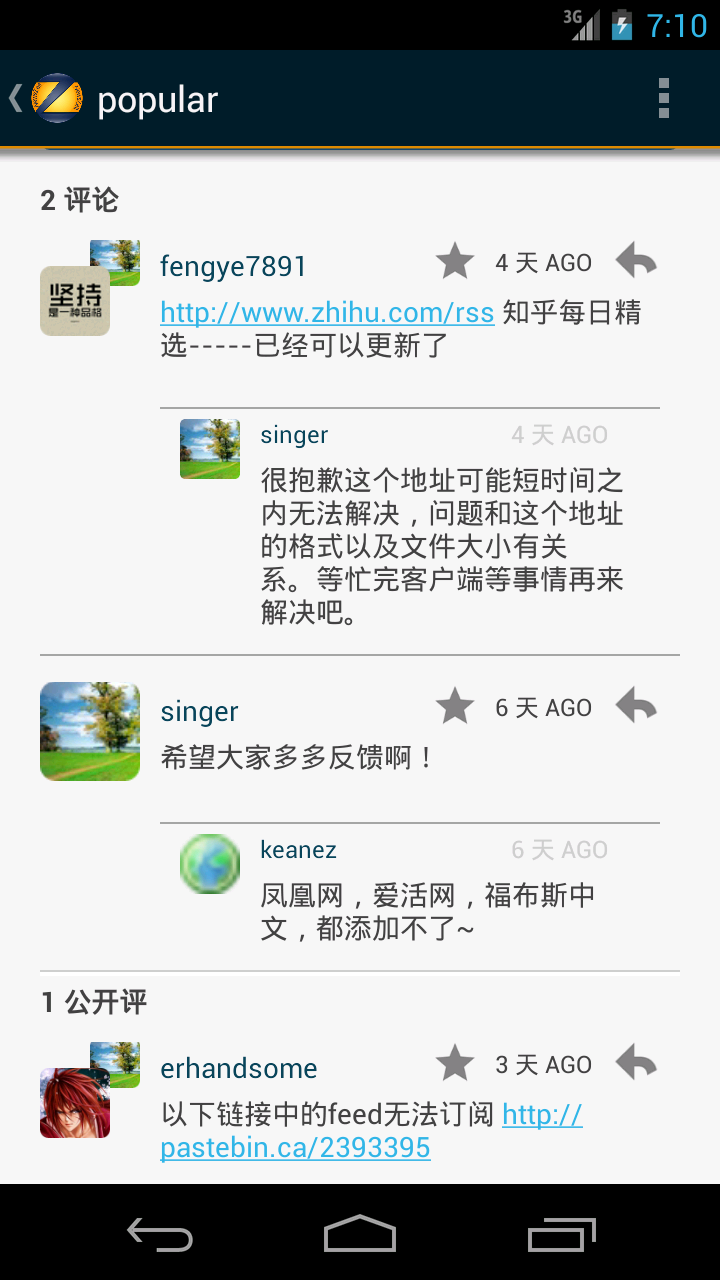 3G 7:10
popular
2 评论
fengye7891 4 天 AGO
坚持
是一种品格
http://www.zhihu.com/rss 知乎每日精
选-----已经可以更新了
singer 4 天 AGO
很抱歉这个地址可能短时间之
内无法解决，问题和这个地址
的格式以及文件大小有关
系。等忙完客户端等事情再来
解决吧。
singer 6 天 AGO
希望大家多多反馈啊！
keanez 6 天 AGO
凤凰网，爱活网，福布斯中
文，都添加不了~
1 公开评
erhandsome 3 天 AGO
以下链接中的feed无法订阅 http://
pastebin.ca/2393395